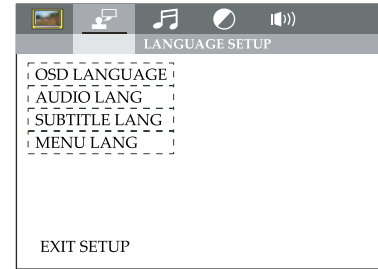 LANGUAGE SETUP
OSD LANGUAGE
AUDIO LANG
SUBTITLE LANG
MENU LANG
EXIT SETUP